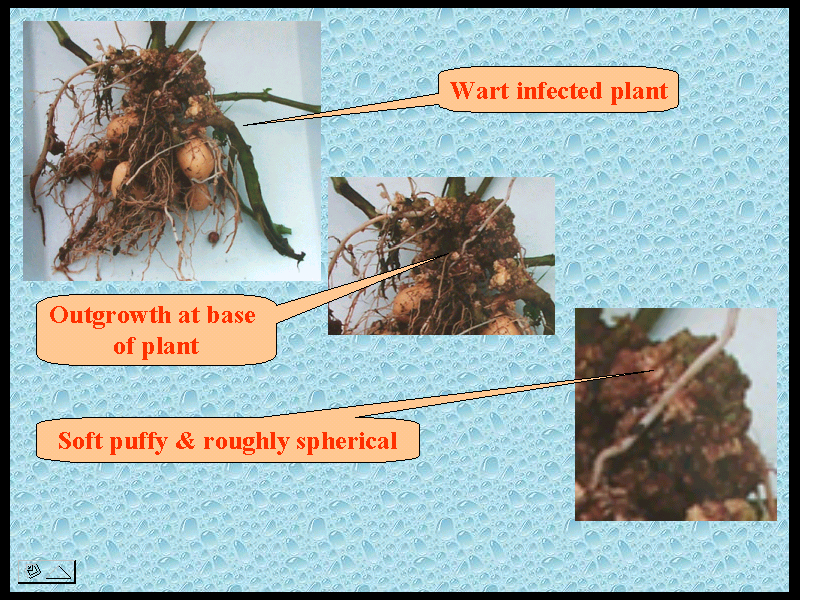 Wart infected plant
Outgrowth at base
of plant
Soft puffy & roughly spherical